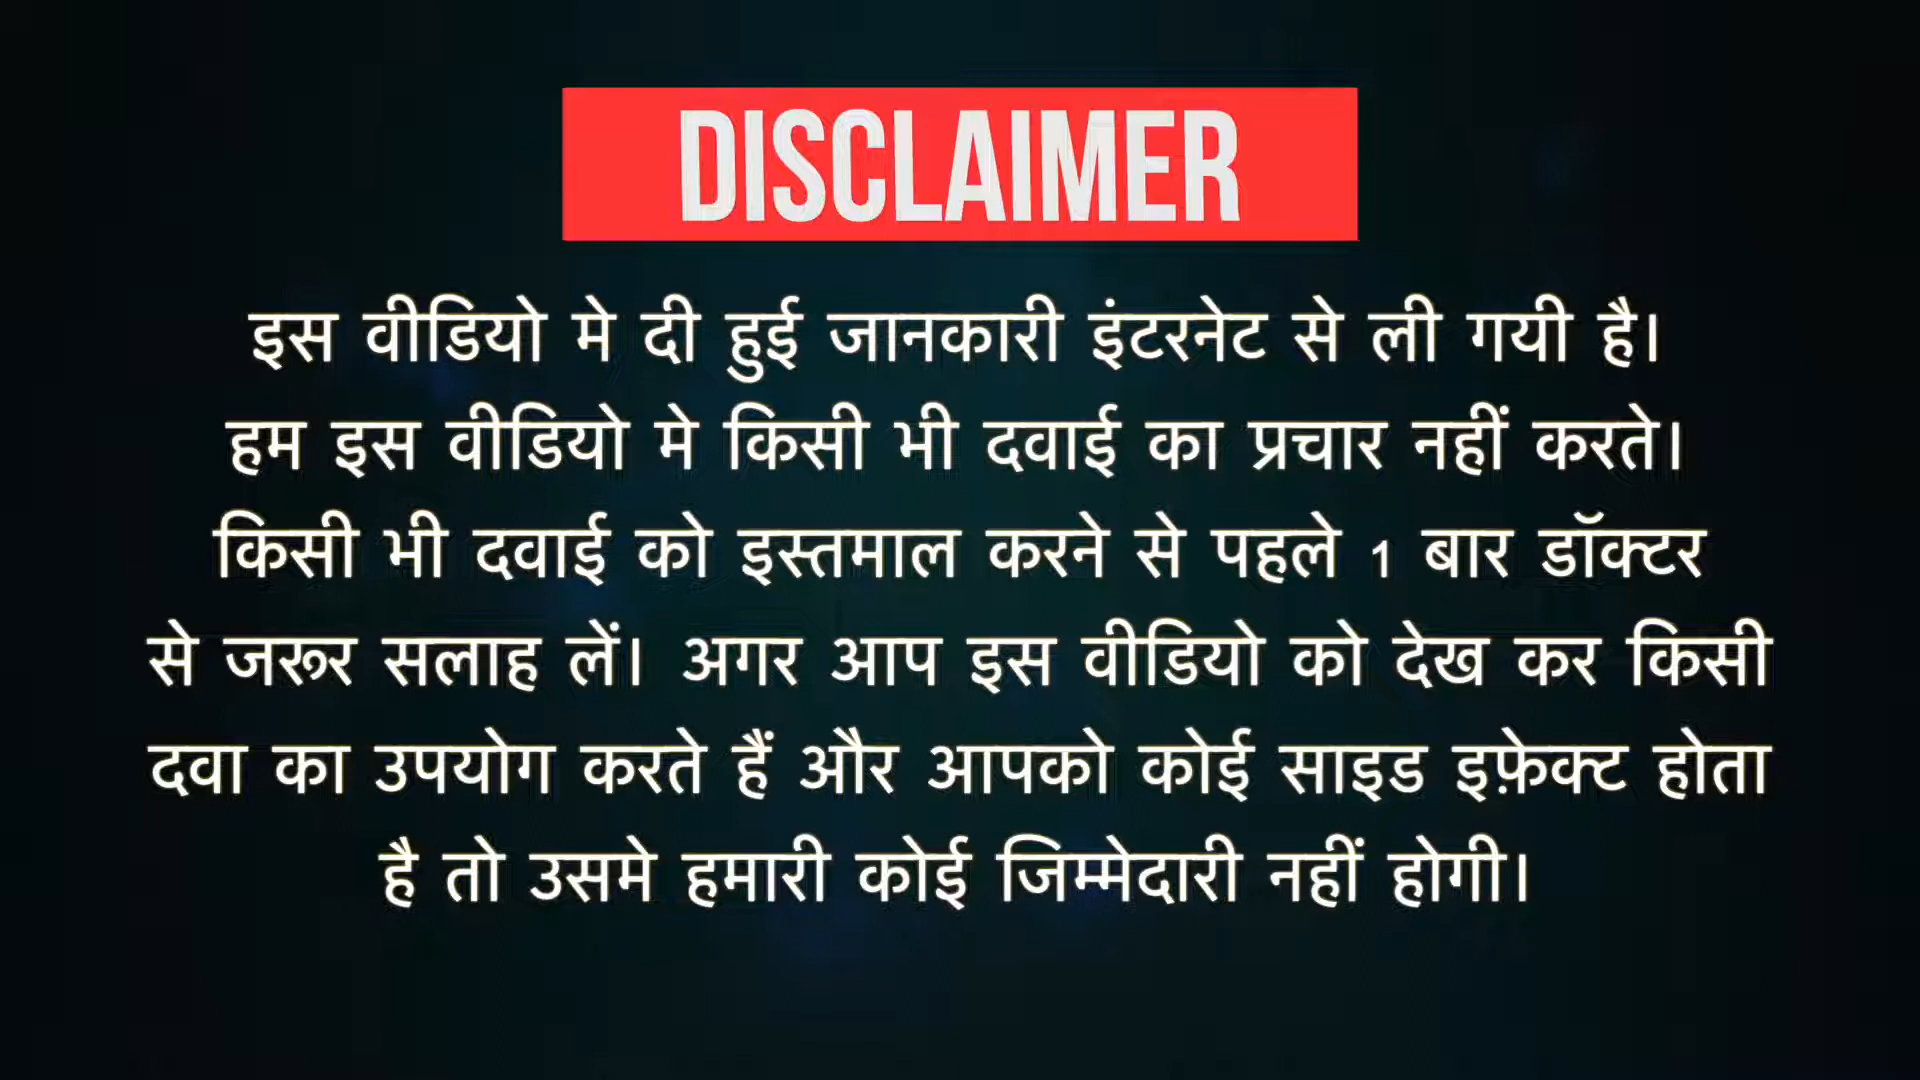 DISCLAIMER
इस वीडियो मे दी हुई जानकारी इंटरनेट से ली गयी है।
हम इस वीडियो मे किसी भी दवाई का प्रचार नहीं करते।
किसी भी दवाई को इस्तमाल करने से पहले 1 बार डॉक्टर
से जरूर सलाह लें। अगर आप इस वीडियो को देख कर किसी
दवा का उपयोग करते हैं और आपको कोई साइड इफ़ेक्ट होता
है तो उसमे हमारी कोई जिम्मेदारी नहीं होगी।